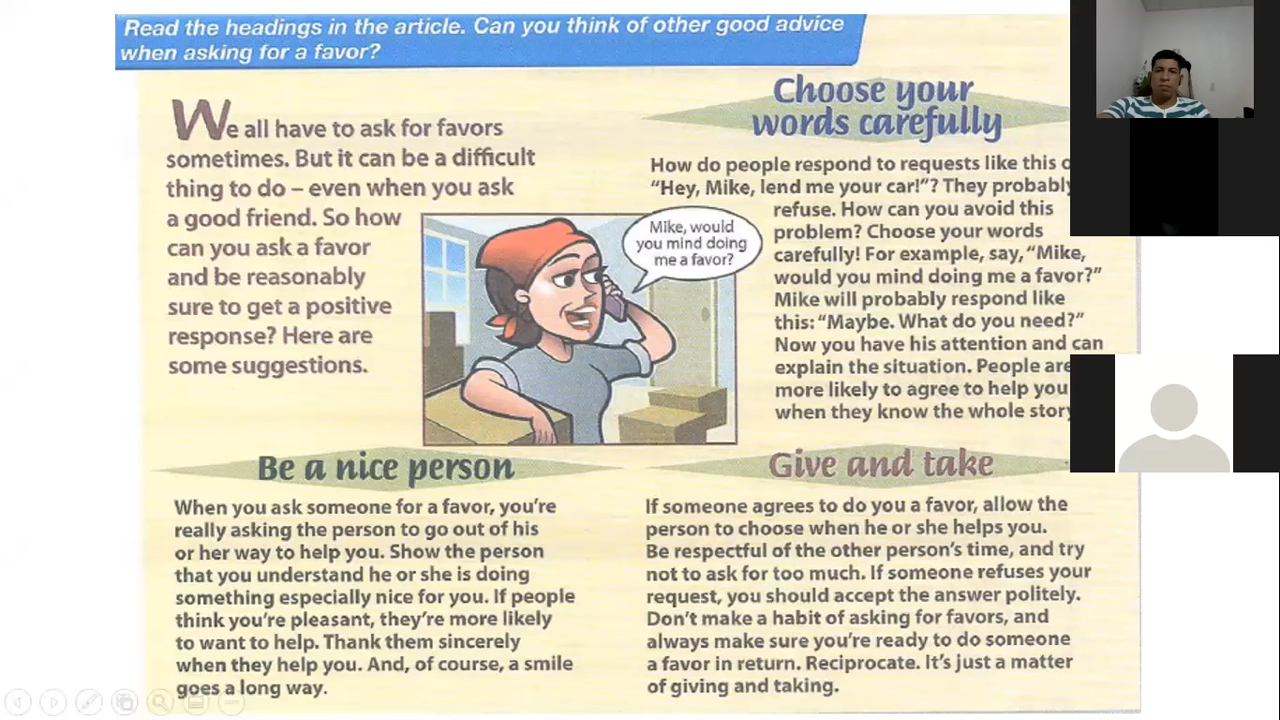 Read the headings in the article. Can you think of other good advice
when asking for a favor?
We all have to ask for favors
sometimes. But it can be a difficult
thing to do – even when you ask
a good friend. So how
can you ask a favor
and be reasonably
sure to get a positive
response? Here are
some suggestions.
Mike, would
you mind doing
me a favor?
Choose your
words carefully
How do people respond to requests like this
"Hey, Mike, lend me your car!"? They probably
refuse. How can you avoid this
problem? Choose your words
carefully! For example, say, "Mike,
would you mind doing me a favor?"
Mike will probably respond like
this: "Maybe. What do you need?"
Now you have his attention and can
explain the situation. People are
more likely to agree to help you
when they know the whole story
Be a nice person
When you ask someone for a favor, you're
really asking the person to go out of his
or her way to help you. Show the person
that you understand he or she is doing
something especially nice for you. If people
think you're pleasant, they're more likely
to want to help. Thank them sincerely
when they help you. And, of course, a smile
goes a long way.
Give and take
If someone agrees to do you a favor, allow the
person to choose when he or she helps you.
Be respectful of the other person's time, and try
not to ask for too much. If someone refuses your
request, you should accept the answer politely.
Don't make a habit of asking for favors, and
always make sure you're ready to do someone
a favor in return. Reciprocate. It's just a matter
of giving and taking.